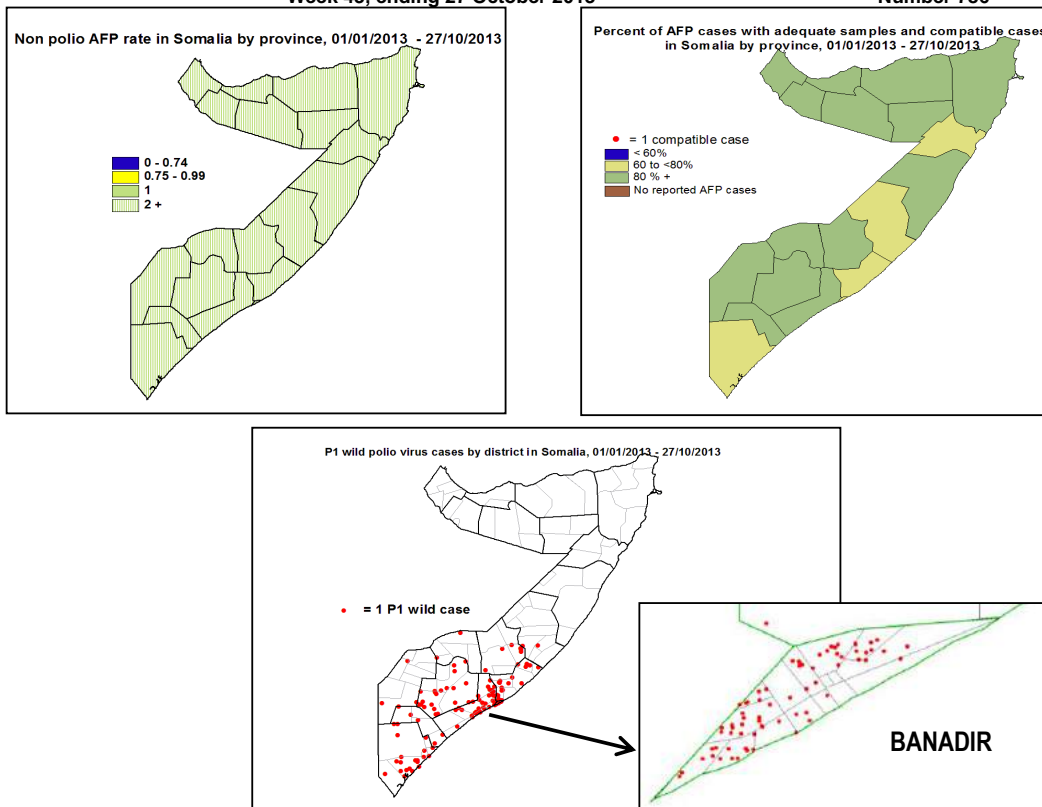 Non polio AFP rate in Somalia by province, 01/01/2013 - 27/10/2013
0 - 0.74
0.75 - 0.99
1
2 +
Percent of AFP cases with adequate samples and compatible cases
in Somalia by province, 01/01/2013 - 27/10/2013
= 1 compatible case
< 60%
60 to <80%
80 % +
No reported AFP cases
P1 wild polio virus cases by district in Somalia, 01/01/2013 - 27/10/2013
= 1 P1 wild case
BANADIR